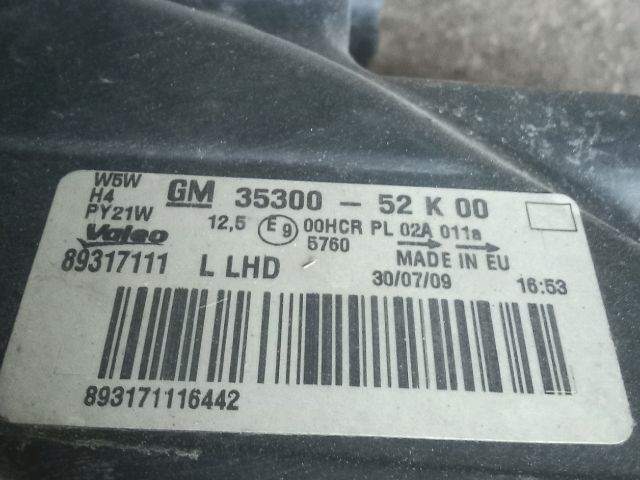 W5W
H4
PY21W
GM 35300 - 52 K 00
Valeo
12,5 E9 00HCR PL 02A 011a
5760
MADE IN EU
89317111 L LHD
30/07/09 16:53
893171116442